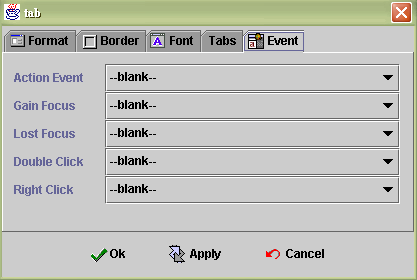 tab
Format Border A Font Tabs a Event
Action Event --blank--
Gain Focus --blank--
Lost Focus --blank--
Double Click --blank--
Right Click --blank--
Ok Apply Cancel